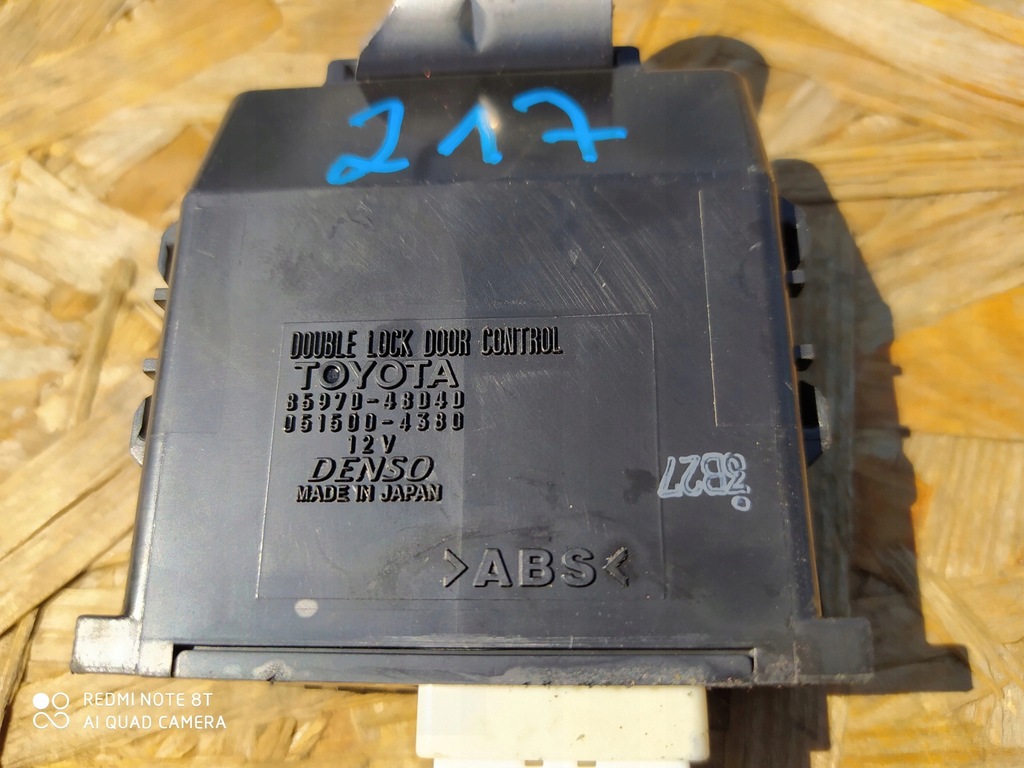 217
DOUBLE LOCK DOOR CONTROL
TOYOTA
85970-48040
051500-4380
12V
DENSO
MADE IN JAPAN
3B27
>ABS<
REDMI NOTE 8T
AI QUAD CAMERA